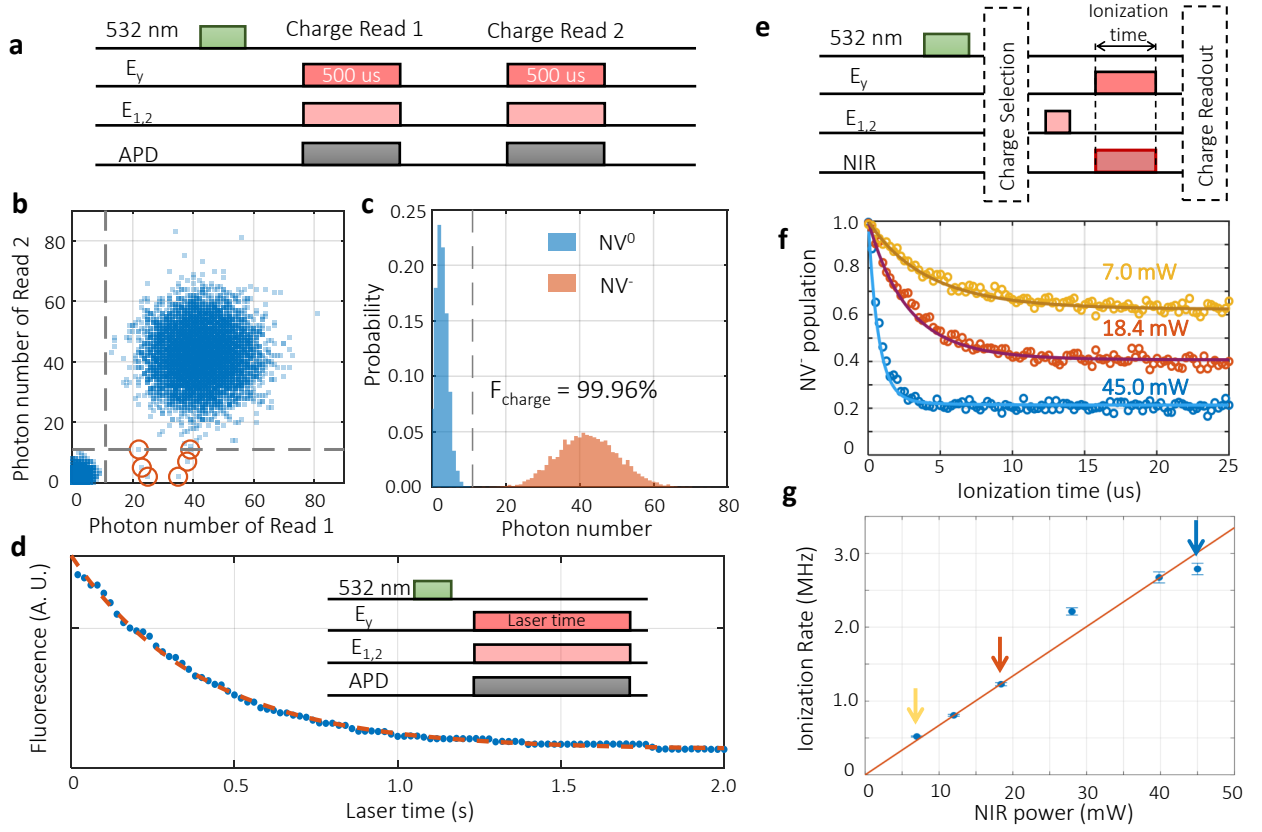 a
532 nm
Charge Read 1
Charge Read 2
E_y
500 us
500 us
E_1,2
APD
b
Photon number of Read 2
80
60
40
20
0
0
20
40
60
80
Photon number of Read 1
c
Probability
0.25
0.20
0.15
0.10
0.05
0.00
NV⁰
NV⁻
F_charge = 99.96%
0
20
40
60
80
Photon number
d
Fluorescence (A. U.)
532 nm
E_y
Laser time
E_1,2
APD
0
0.5
1.0
1.5
2.0
Laser time (s)
e
Ionization
time
532 nm
E_y
E_1,2
NIR
Charge Selection
Charge Readout
f
NV⁻ population
1.0
0.8
0.6
0.4
0.2
0
7.0 mW
18.4 mW
45.0 mW
0
5
10
15
20
25
Ionization time (us)
g
Ionization Rate (MHz)
3.0
2.0
1.0
0
0
10
20
30
40
50
NIR power (mW)